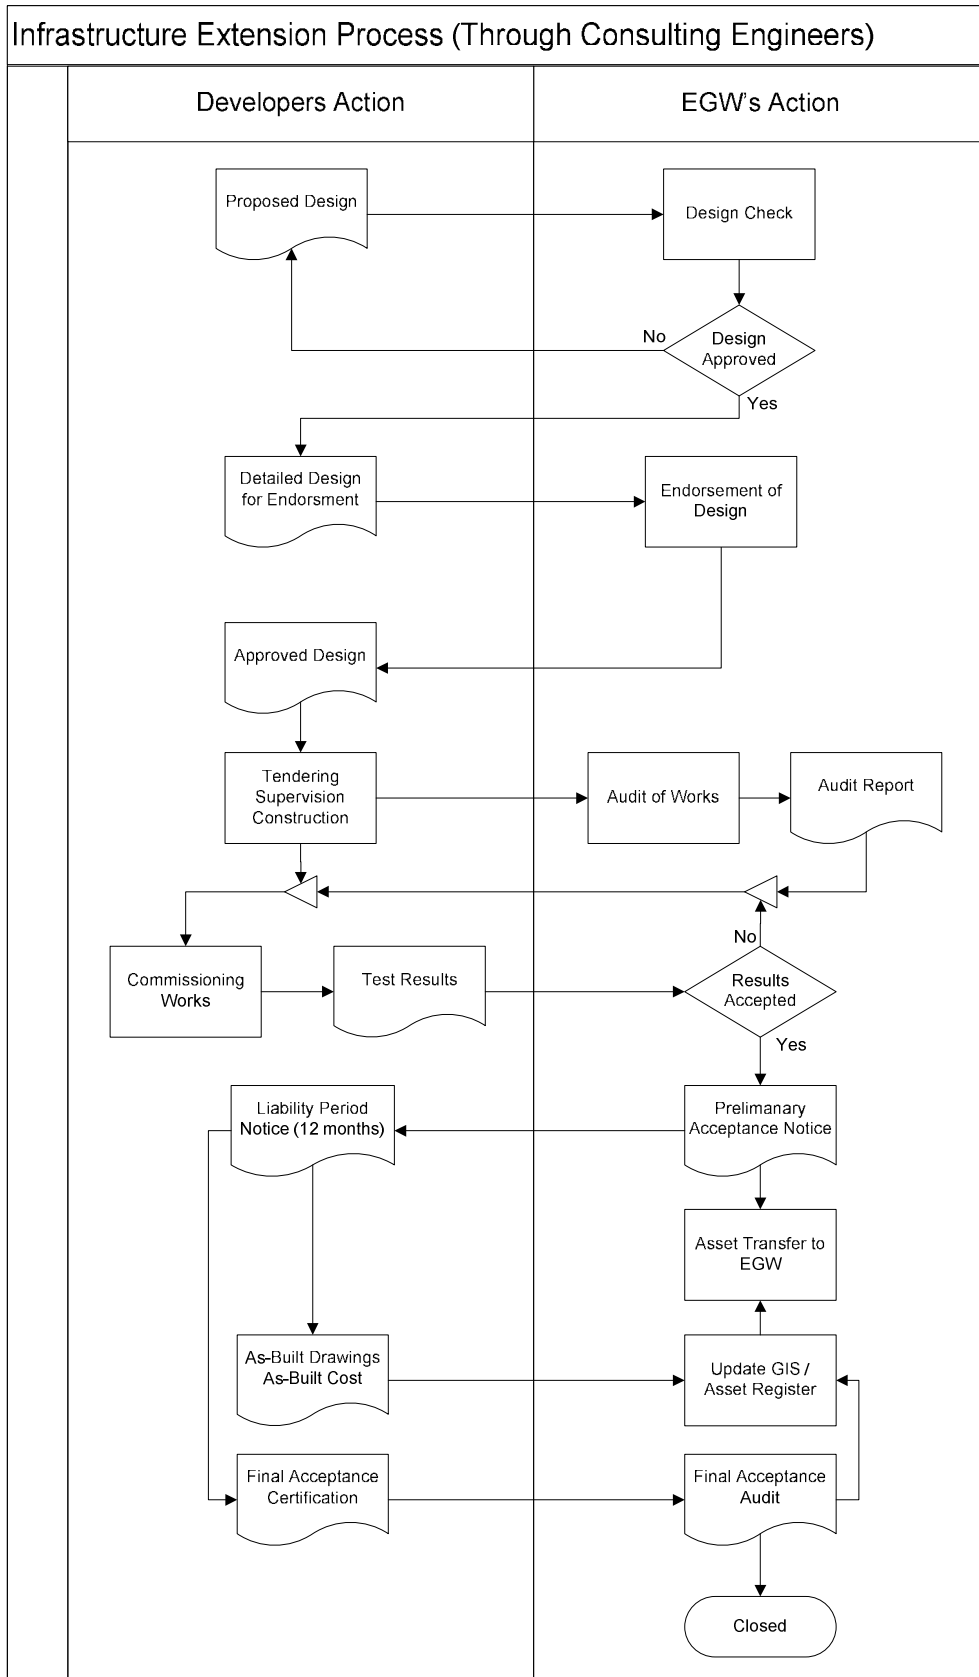 Infrastructure Extension Process (Through Consulting Engineers)
Developers Action
EGW's Action
Proposed Design
Design Check
No
Design
Approved
Yes
Detailed Design
for Endorsment
Endorsement of
Design
Approved Design
Tendering
Supervision
Construction
Audit of Works
Audit Report
No
Commissioning
Works
Test Results
Results
Accepted
Yes
Liability Period
Notice (12 months)
Prelimanary
Acceptance Notice
Asset Transfer to
EGW
As-Built Drawings
As-Built Cost
Update GIS /
Asset Register
Final Acceptance
Certification
Final Acceptance
Audit
Closed